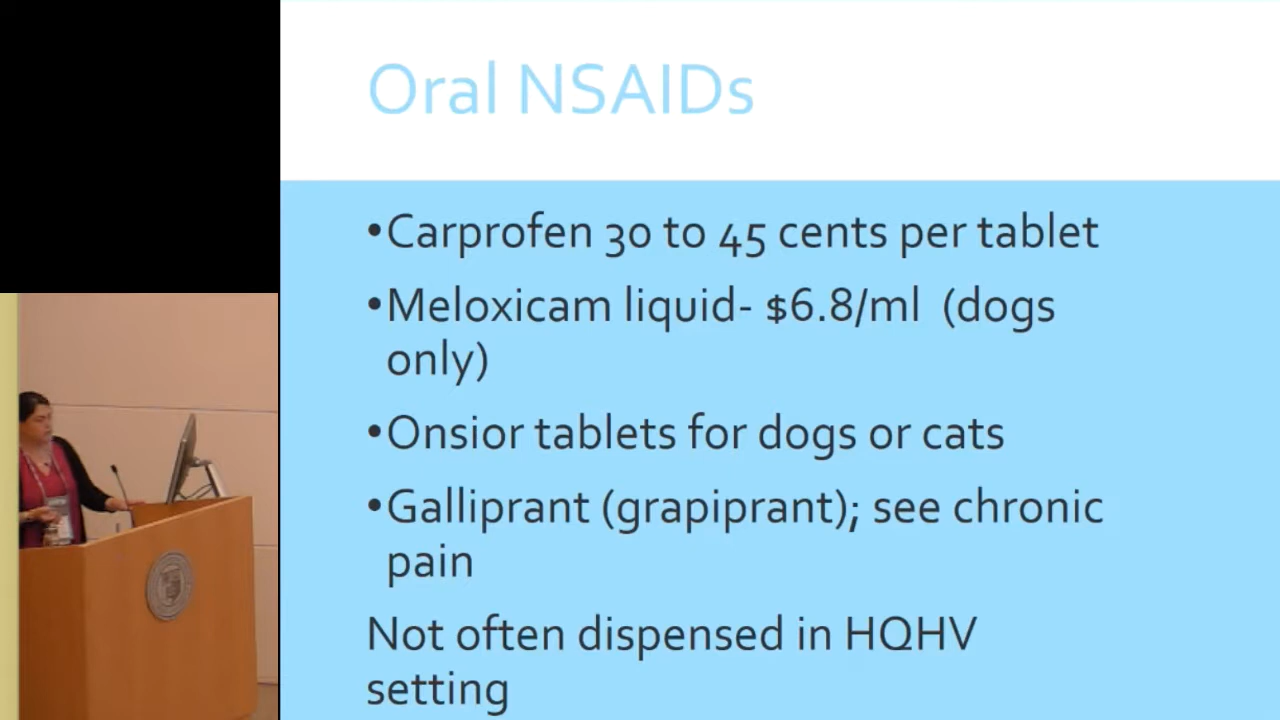 Oral NSAIDs
•Carprofen 30 to 45 cents per tablet
•Meloxicam liquid- $6.8/ml (dogs
only)
•Onsior tablets for dogs or cats
•Galliprant (grapiprant); see chronic
pain
Not often dispensed in HQHV
setting